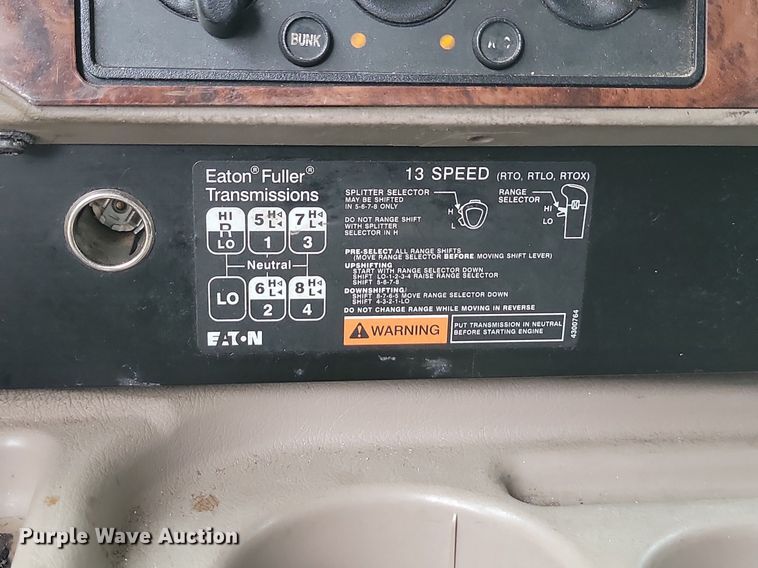 BUNK
A/C
Eaton® Fuller® Transmissions
13 SPEED (RTO, RTLO, RTOX)
HI
R
LO
5 H L
1
7 H L
3
Neutral
LO
6 H L
2
8 H L
4
EATON
SPLITTER SELECTOR
MAY BE SHIFTED
IN 5-6-7-8 ONLY
H
L
RANGE
SELECTOR
HI
LO
DO NOT RANGE SHIFT
WITH SPLITTER
SELECTOR IN H
PRE-SELECT ALL RANGE SHIFTS
(MOVE RANGE SELECTOR BEFORE MOVING SHIFT LEVER)
UPSHIFTING
START WITH RANGE SELECTOR DOWN
SHIFT LO-1-2-3-4 RAISE RANGE SELECTOR
SHIFT 5-6-7-8
DOWNSHIFTING
SHIFT 8-7-6-5 MOVE RANGE SELECTOR DOWN
SHIFT 4-3-2-1-LO
DO NOT CHANGE RANGE WHILE MOVING IN REVERSE
WARNING
PUT TRANSMISSION IN NEUTRAL
BEFORE STARTING ENGINE
4300764
Purple Wave Auction